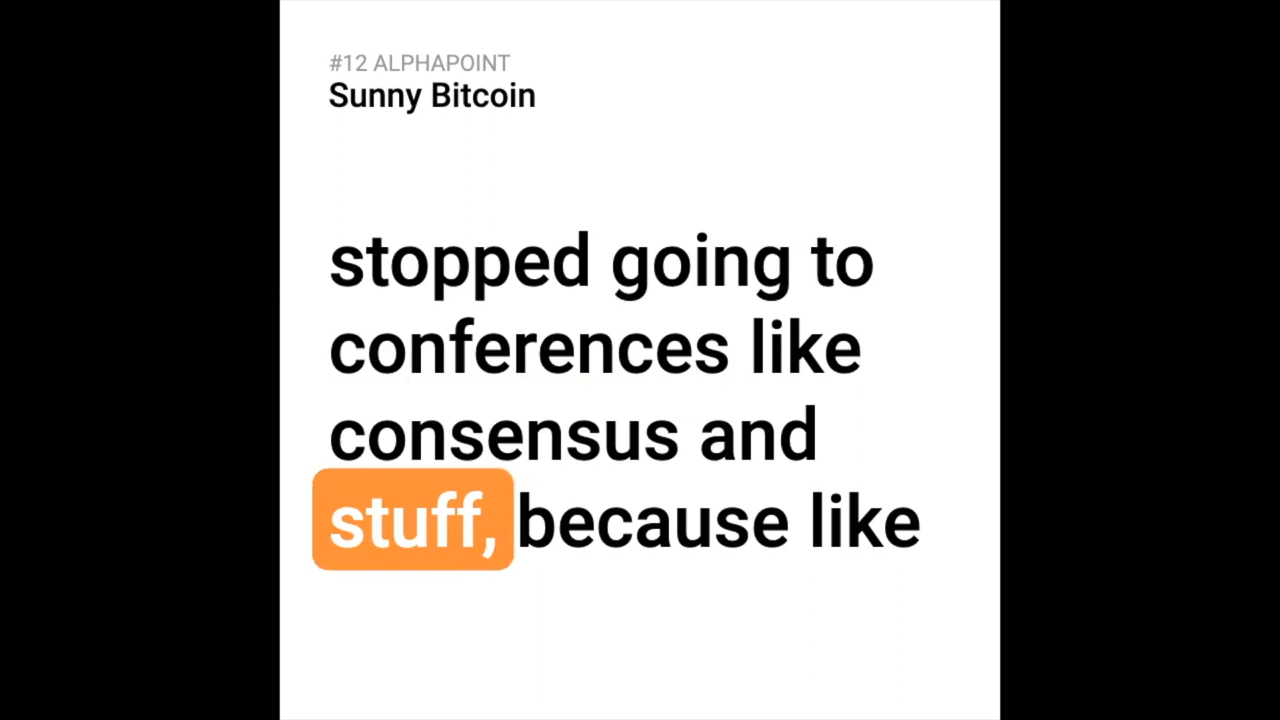 #12 ALPHAPOINT
Sunny Bitcoin
stopped going to
conferences like
consensus and
stuff, because like